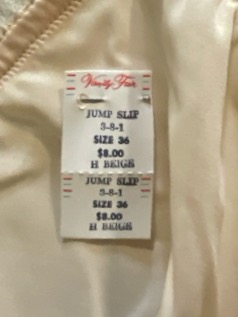 Vanity Fair
JUMP SLIP
3-8-1
SIZE 36
$8.00
H BEIGE
JUMP SLIP
3-8-1
SIZE 36
$8.00
H BEIGE